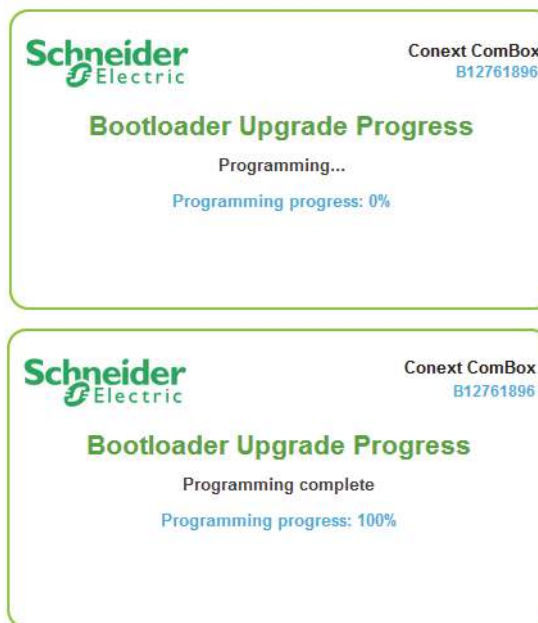 Schneider
Electric
Conext ComBox
B12761896
Bootloader Upgrade Progress
Programming...
Programming progress: 0%
Schneider
Electric
Conext ComBox
B12761896
Bootloader Upgrade Progress
Programming complete
Programming progress: 100%